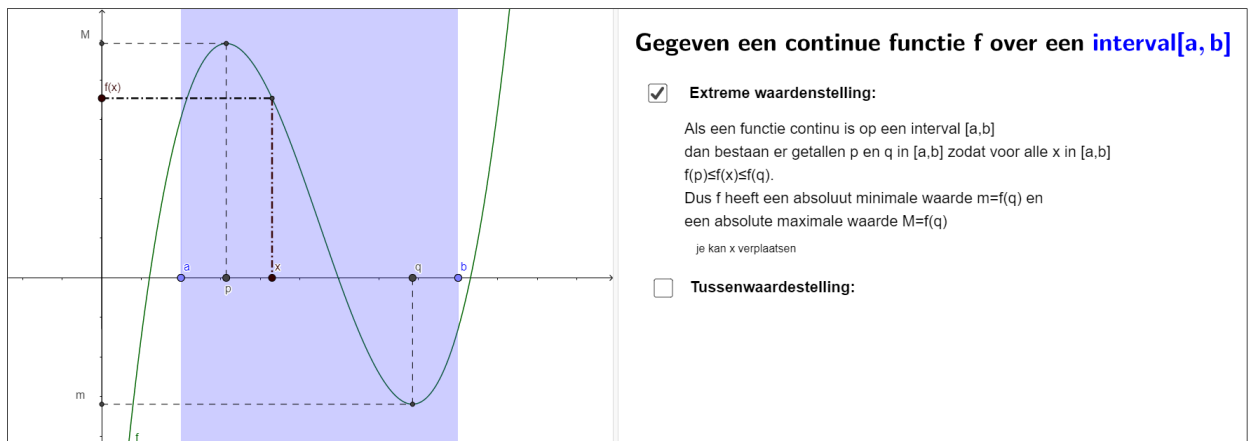 M
f(x)
a
x
q
b
p
m
f
Gegeven een continue functie f over een interval[a, b]
Extreme waardenstelling:
Als een functie continu is op een interval [a,b]
dan bestaan er getallen p en q in [a,b] zodat voor alle x in [a,b]
f(p)≤f(x)≤f(q).
Dus f heeft een absoluut minimale waarde m=f(q) en
een absolute maximale waarde M=f(q)
je kan x verplaatsen
Tussenwaardestelling: